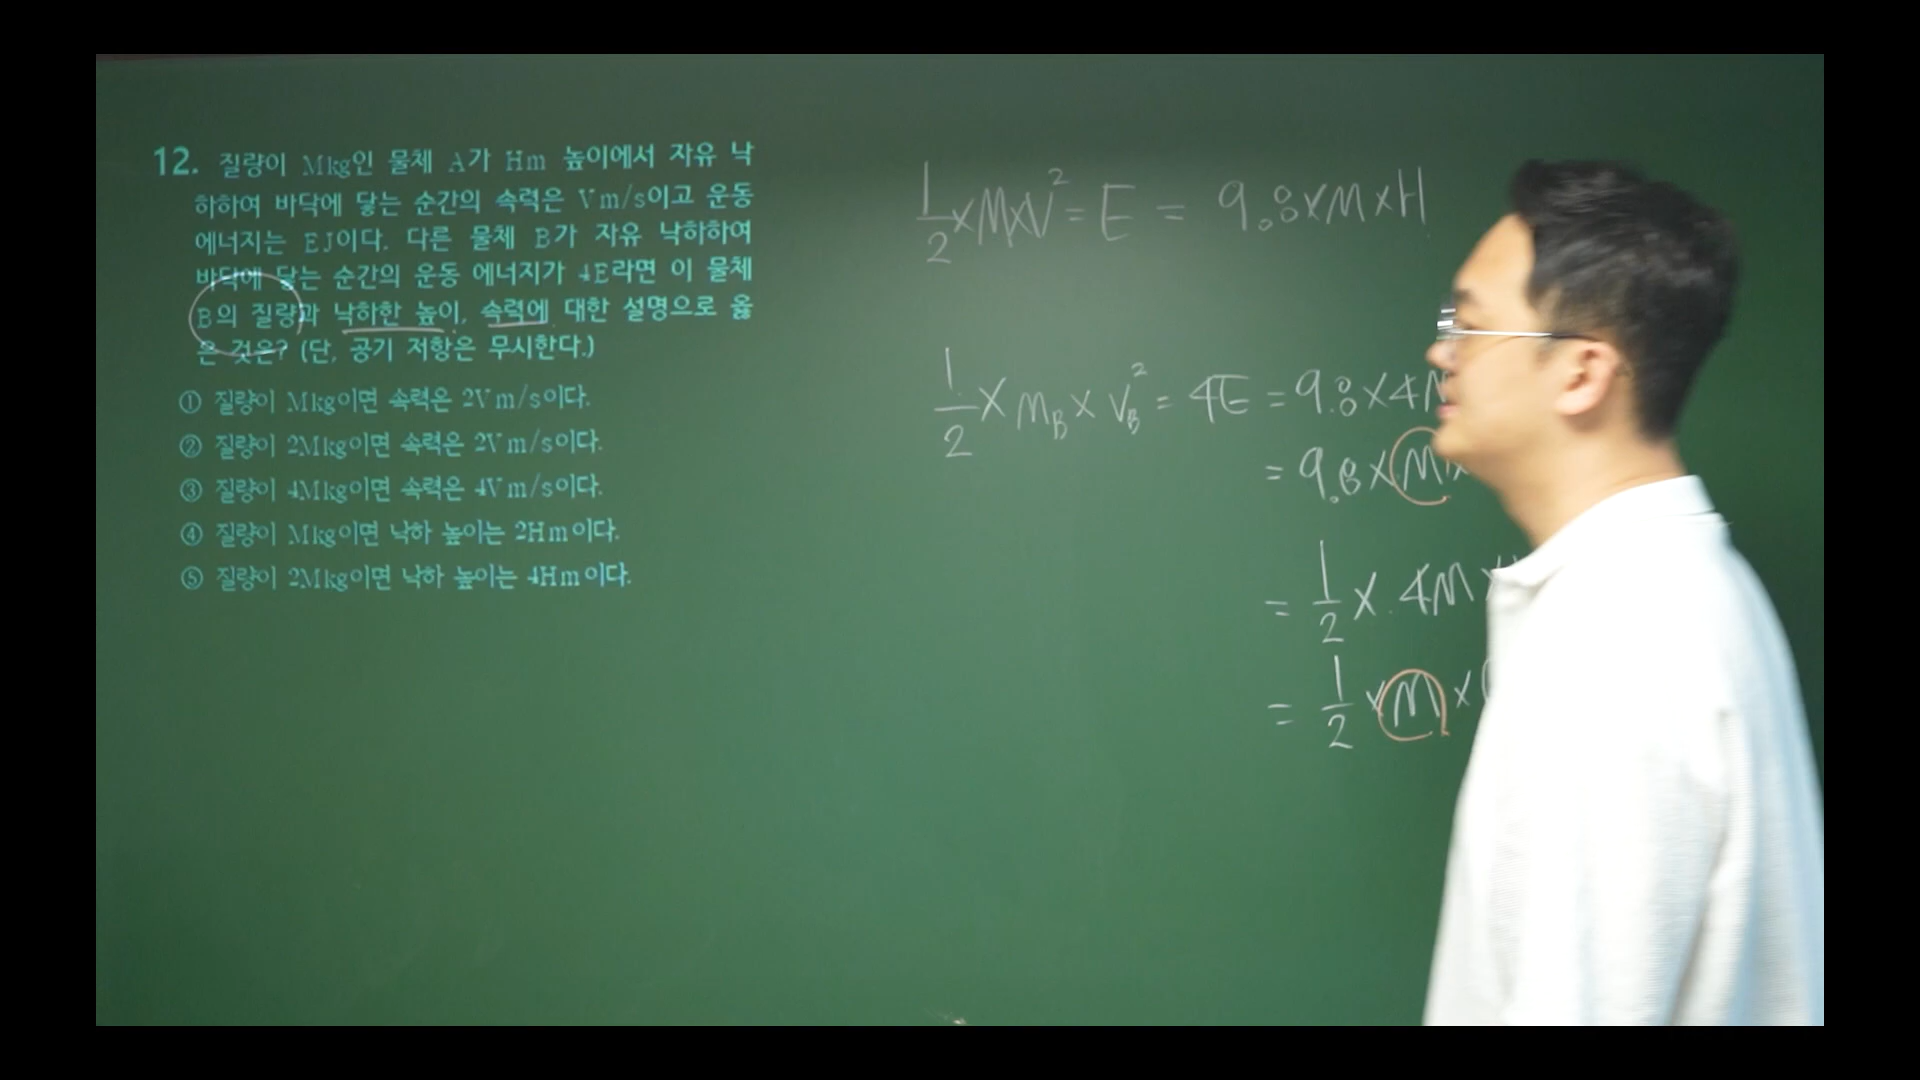 12. 질량이 Mkg인 물체 A가 Hm 높이에서 자유 낙
하하여 바닥에 닿는 순간의 속력은 Vm/s이고 운동
에너지는 EJ이다. 다른 물체 B가 자유 낙하하여
바닥에 닿는 순간의 운동 에너지가 4E라면 이 물체
B의 질량과 낙하한 높이, 속력에 대한 설명으로 옳
은 것은? (단, 공기 저항은 무시한다.)
① 질량이 Mkg이면 속력은 2Vm/s이다.
② 질량이 2Mkg이면 속력은 2Vm/s이다.
③ 질량이 4Mkg이면 속력은 4Vm/s이다.
④ 질량이 Mkg이면 낙하 높이는 2Hm이다.
⑤ 질량이 2Mkg이면 낙하 높이는 4Hm이다.
1/2 × M × V² = E = 9.8 × M × H
1/2 × m_B × V_B² = 4E = 9.8 × 4M
= 9.8 × M ×
= 1/2 × 4M ×
= 1/2 × M ×